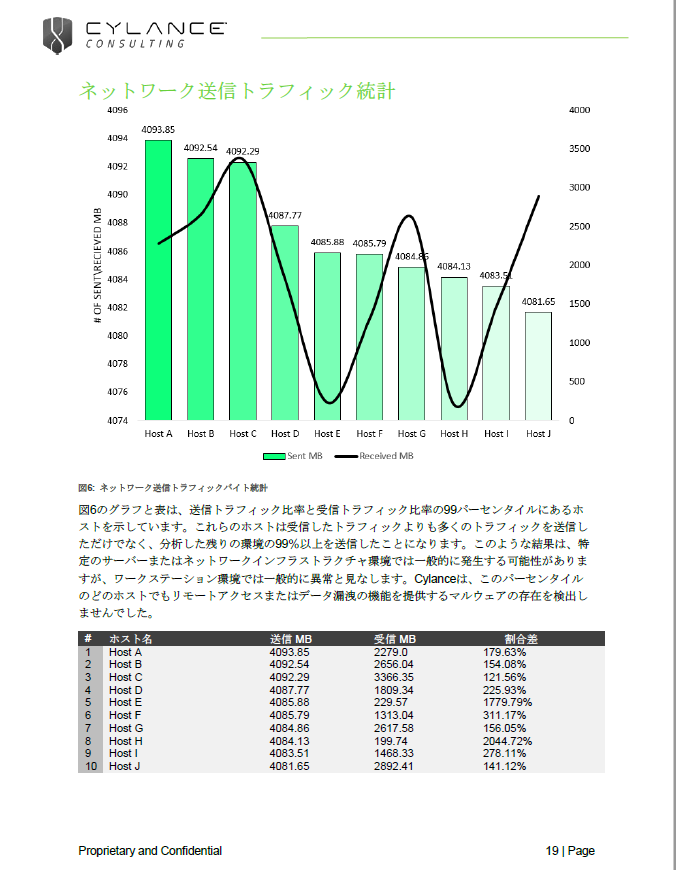 CYLANCE
CONSULTING
ネットワーク送信トラフィック統計
4096
4094
4092
4090
4088
4086
4084
4082
4080
4078
4076
4074
# OF SENT\RECIEVED MB
4093.85
4092.54
4092.29
4087.77
4085.88
4085.79
4084.86
4084.13
4083.51
4081.65
4000
3500
3000
2500
2000
1500
1000
500
0
Host A Host B Host C Host D Host E Host F Host G Host H Host I Host J
Sent MB Received MB
図6: ネットワーク送信トラフィックバイト統計
図6のグラフと表は、送信トラフィック比率と受信トラフィック比率の99パーセンタイルにあるホ
ストを示しています。これらのホストは受信したトラフィックよりも多くのトラフィックを送信し
ただけでなく、分析した残りの環境の99%以上を送信したことになります。このような結果は、特
定のサーバーまたはネットワークインフラストラクチャ環境では一般的に発生する可能性がありま
すが、ワークステーション環境では一般的に異常と見なします。Cylanceは、このパーセンタイル
のどのホストでもリモートアクセスまたはデータ漏洩の機能を提供するマルウェアの存在を検出し
ませんでした。
# ホスト名 送信 MB 受信 MB 割合差
1 Host A 4093.85 2279.0 179.63%
2 Host B 4092.54 2656.04 154.08%
3 Host C 4092.29 3366.35 121.56%
4 Host D 4087.77 1809.34 225.93%
5 Host E 4085.88 229.57 1779.79%
6 Host F 4085.79 1313.04 311.17%
7 Host G 4084.86 2617.58 156.05%
8 Host H 4084.13 199.74 2044.72%
9 Host I 4083.51 1468.33 278.11%
10 Host J 4081.65 2892.41 141.12%
Proprietary and Confidential 19 | Page